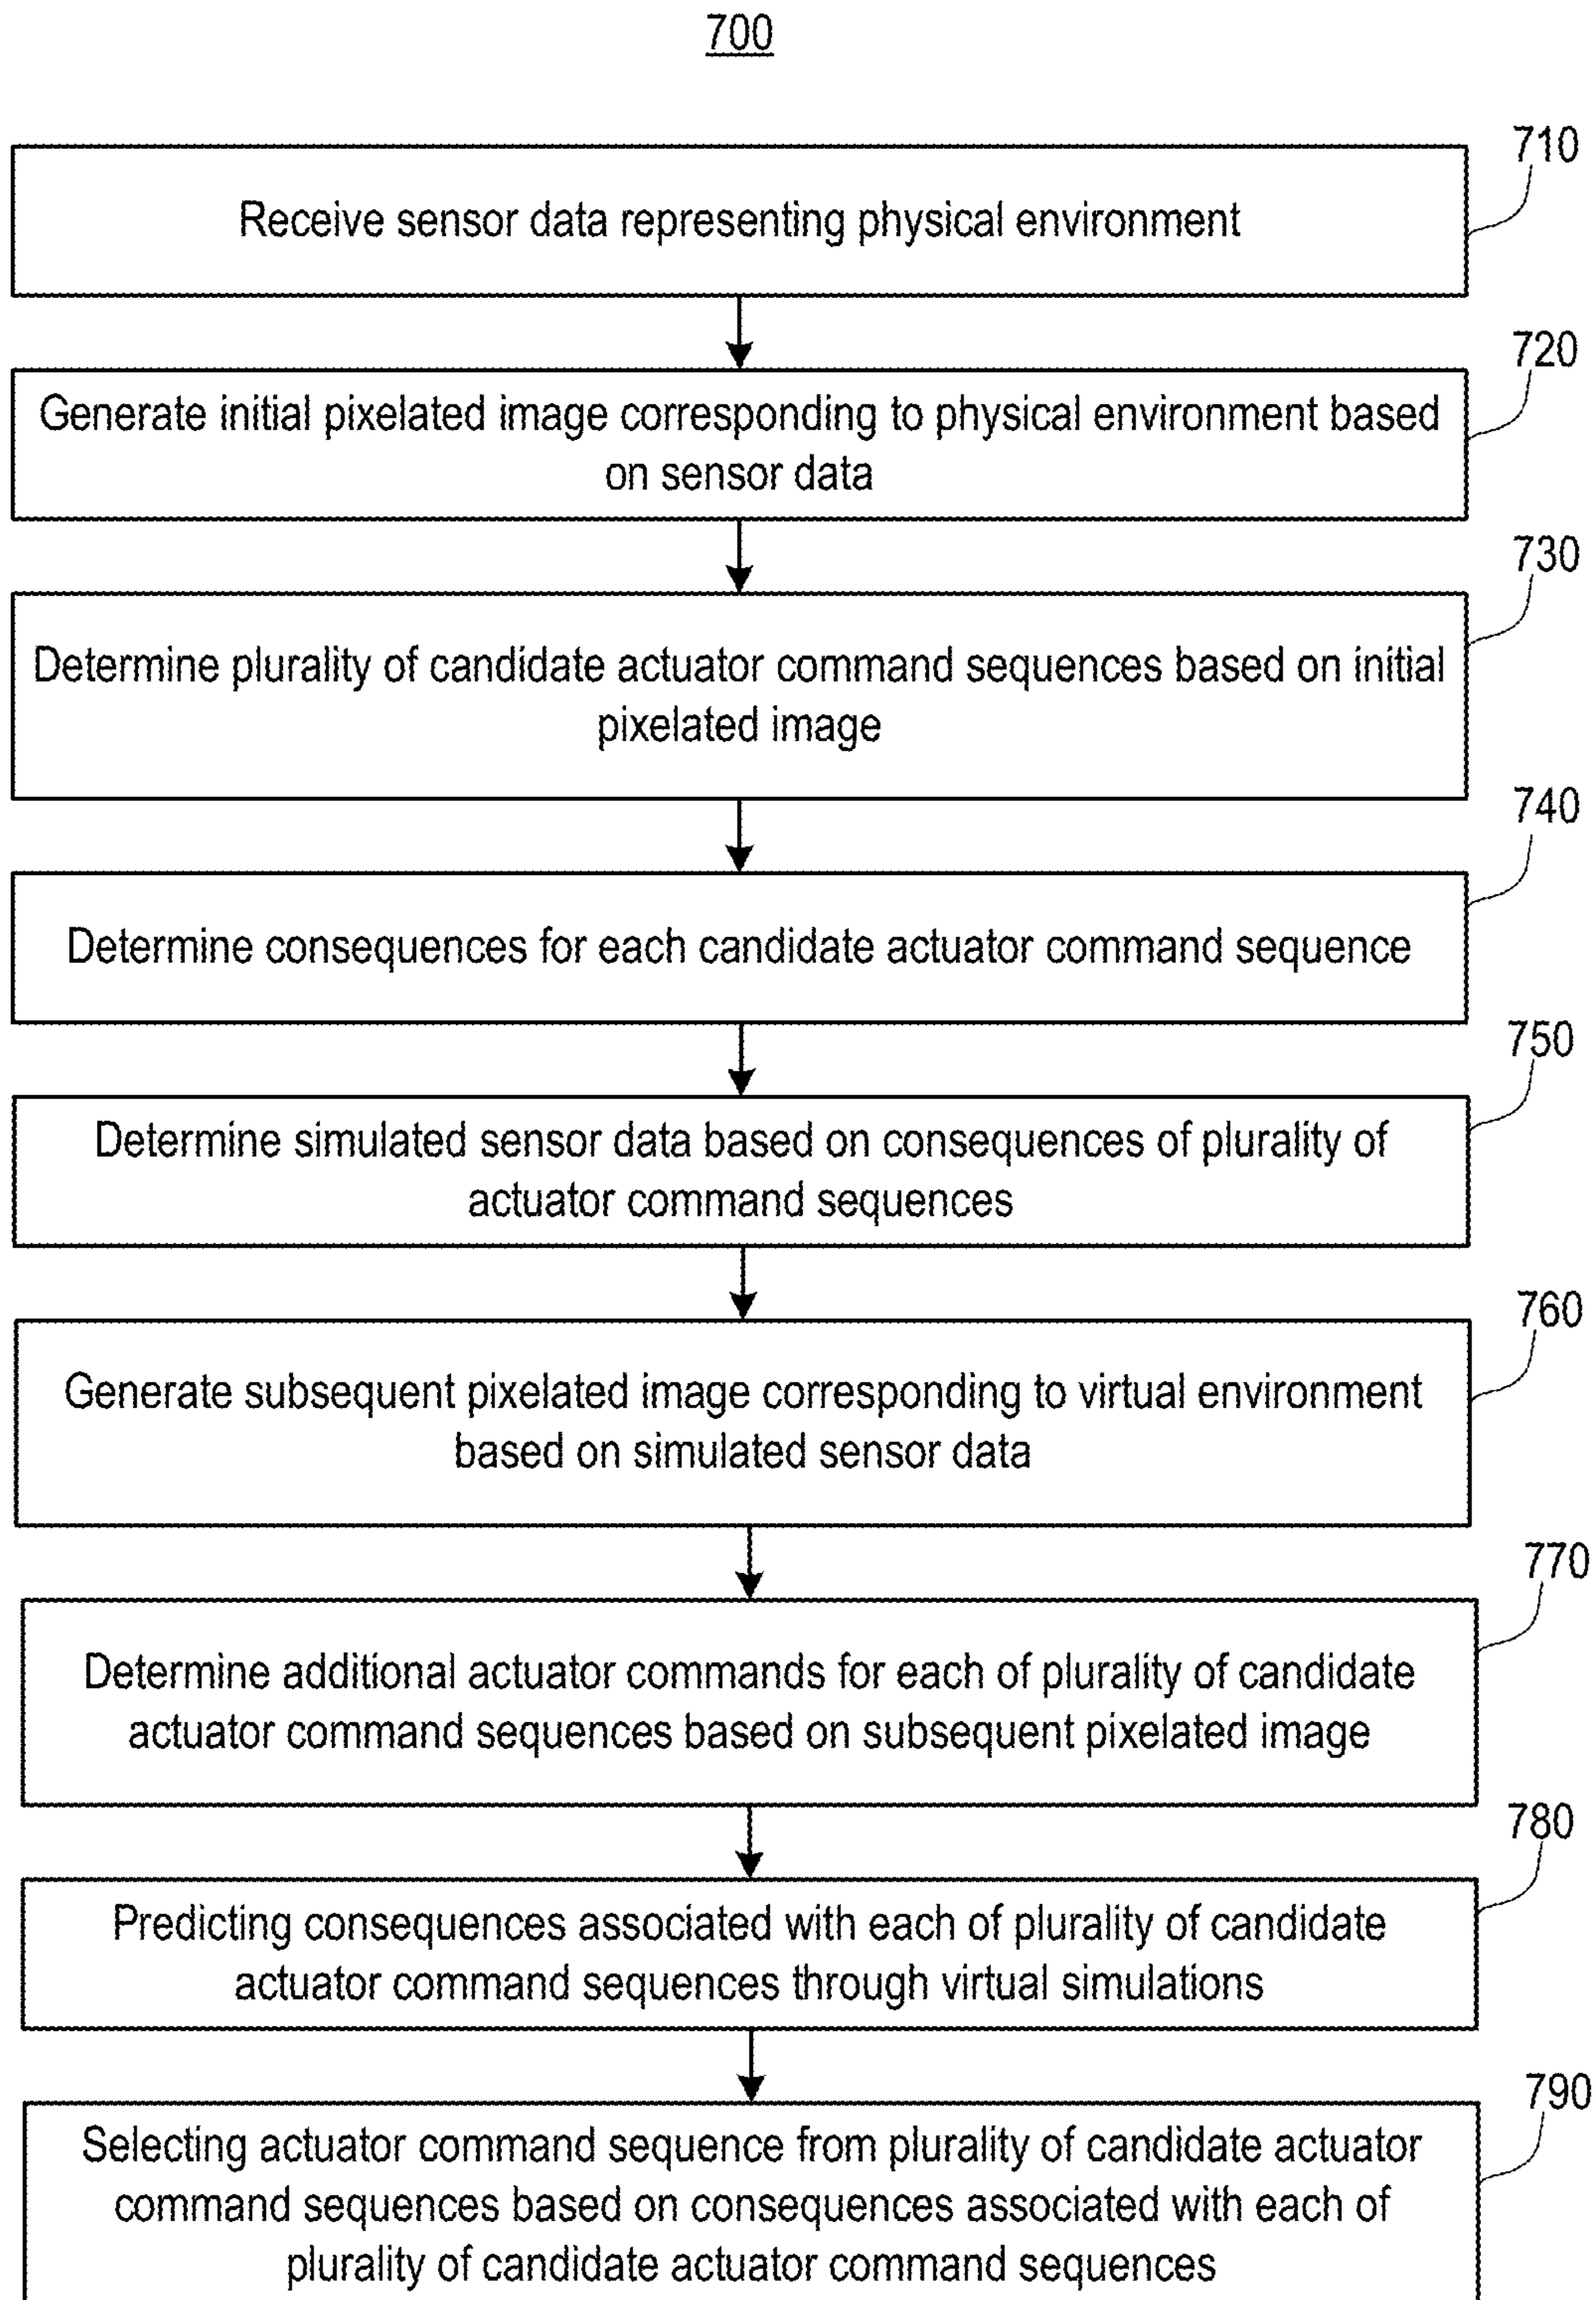 700
710
Receive sensor data representing physical environment
720
Generate initial pixelated image corresponding to physical environment based
on sensor data
730
Determine plurality of candidate actuator command sequences based on initial
pixelated image
740
Determine consequences for each candidate actuator command sequence
750
Determine simulated sensor data based on consequences of plurality of
actuator command sequences
760
Generate subsequent pixelated image corresponding to virtual environment
based on simulated sensor data
770
Determine additional actuator commands for each of plurality of candidate
actuator command sequences based on subsequent pixelated image
780
Predicting consequences associated with each of plurality of candidate
actuator command sequences through virtual simulations
790
Selecting actuator command sequence from plurality of candidate actuator
command sequences based on consequences associated with each of
plurality of candidate actuator command sequences